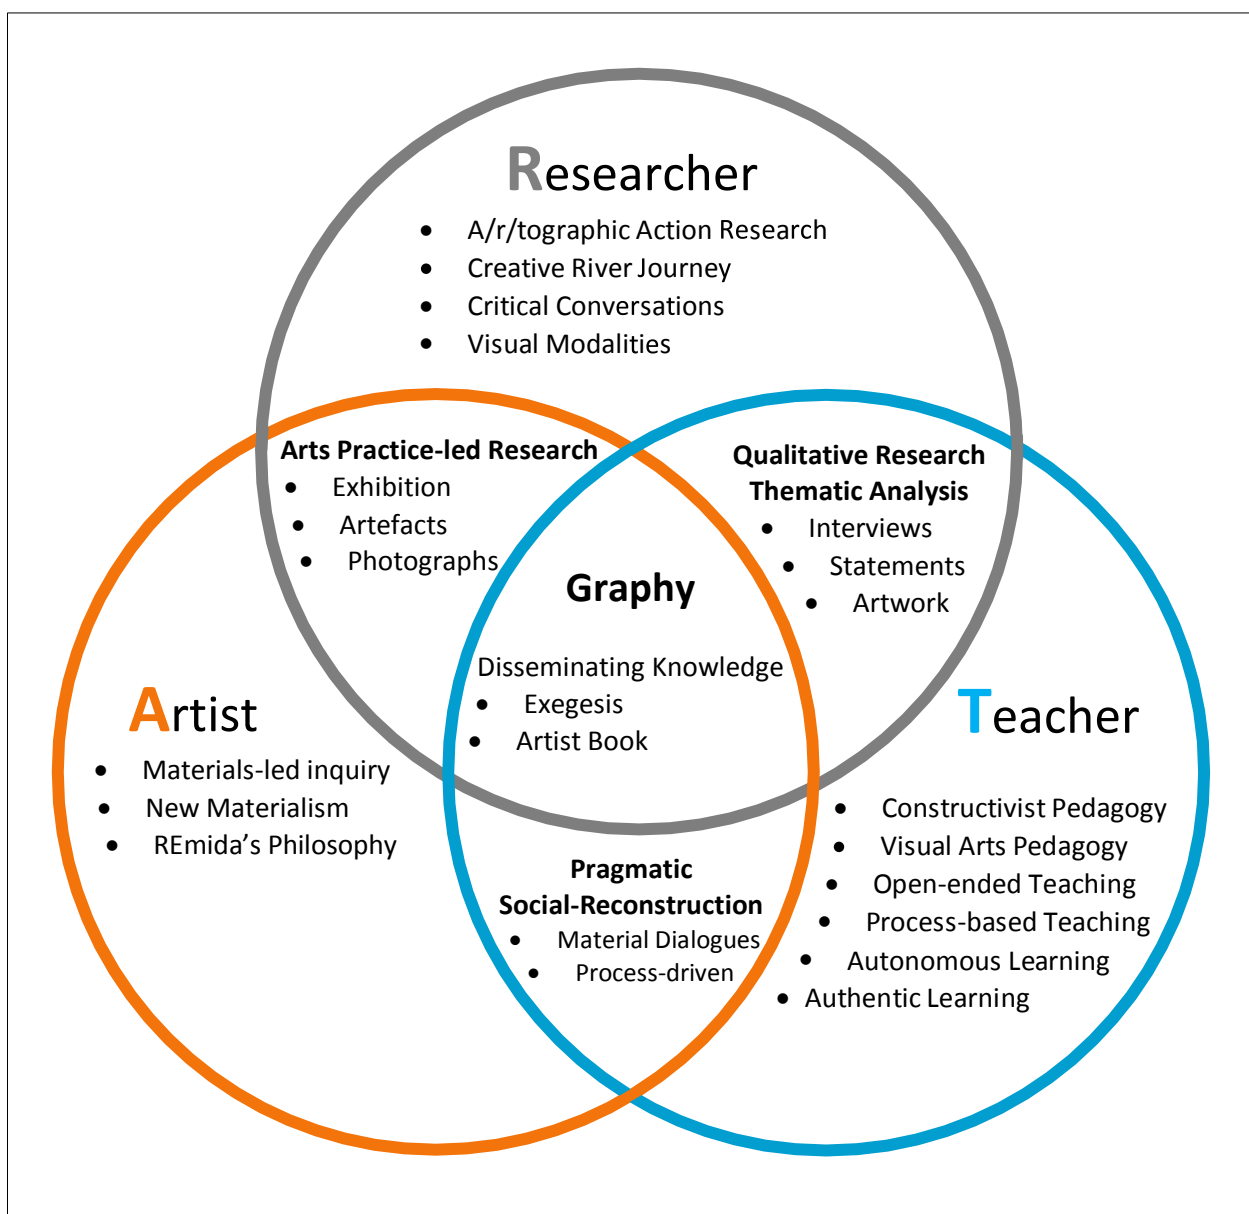 Researcher
• A/r/tographic Action Research
• Creative River Journey
• Critical Conversations
• Visual Modalities
Arts Practice-led Research
• Exhibition
• Artefacts
• Photographs
Qualitative Research
Thematic Analysis
• Interviews
• Statements
• Artwork
Graphy
Disseminating Knowledge
• Exegesis
• Artist Book
Artist
• Materials-led inquiry
• New Materialism
• REmida’s Philosophy
Teacher
• Constructivist Pedagogy
• Visual Arts Pedagogy
• Open-ended Teaching
• Process-based Teaching
• Autonomous Learning
• Authentic Learning
Pragmatic
Social-Reconstruction
• Material Dialogues
• Process-driven